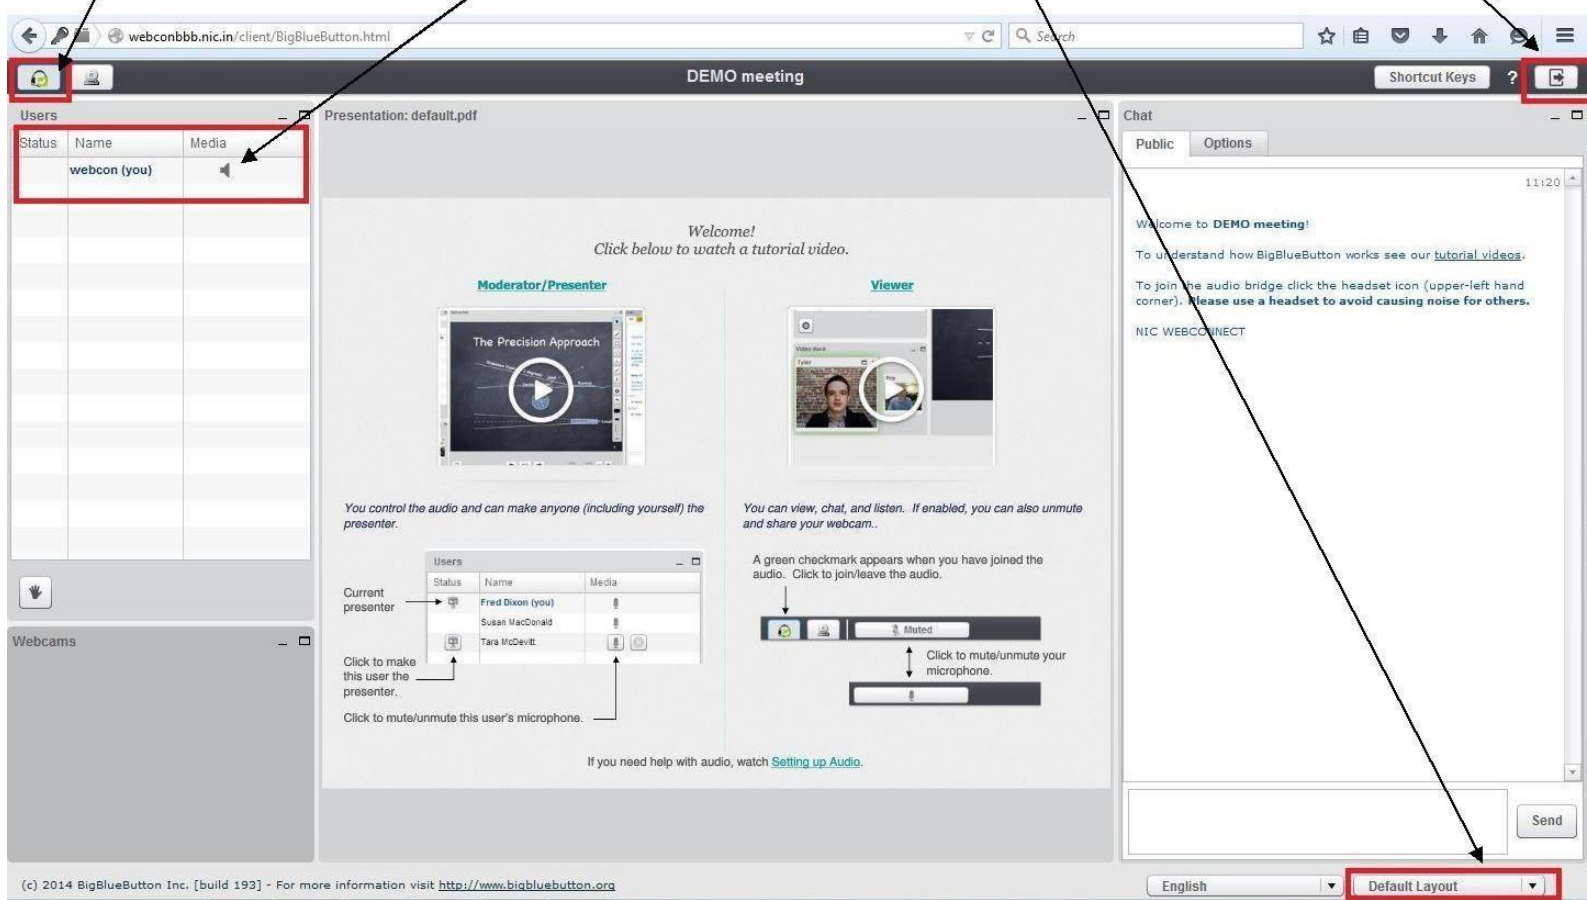 webconbbb.nic.in/client/BigBlueButton.html
Search
DEMO meeting
Shortcut Keys
?
Users
Status Name Media
webcon (you)
Webcams
Presentation: default.pdf
Welcome!
Click below to watch a tutorial video.
Moderator/Presenter
The Precision Approach
You control the audio and can make anyone (including yourself) the
presenter.
Users
Status Name Media
Fred Dixon (you)
Susan MacDonald
Tara McDevitt
Current
presenter
Click to make
this user the
presenter.
Click to mute/unmute this user's microphone.
Viewer
Video dock
Tyler
You can view, chat, and listen. If enabled, you can also unmute
and share your webcam..
A green checkmark appears when you have joined the
audio. Click to join/leave the audio.
Muted
Click to mute/unmute your
microphone.
If you need help with audio, watch Setting up Audio.
Chat
Public Options
11:20
Welcome to DEMO meeting!
To understand how BigBlueButton works see our tutorial videos.
To join the audio bridge click the headset icon (upper-left hand
corner). Please use a headset to avoid causing noise for others.
NIC WEBCONNECT
Send
(c) 2014 BigBlueButton Inc. [build 193] - For more information visit http://www.bigbluebutton.org
English
Default Layout